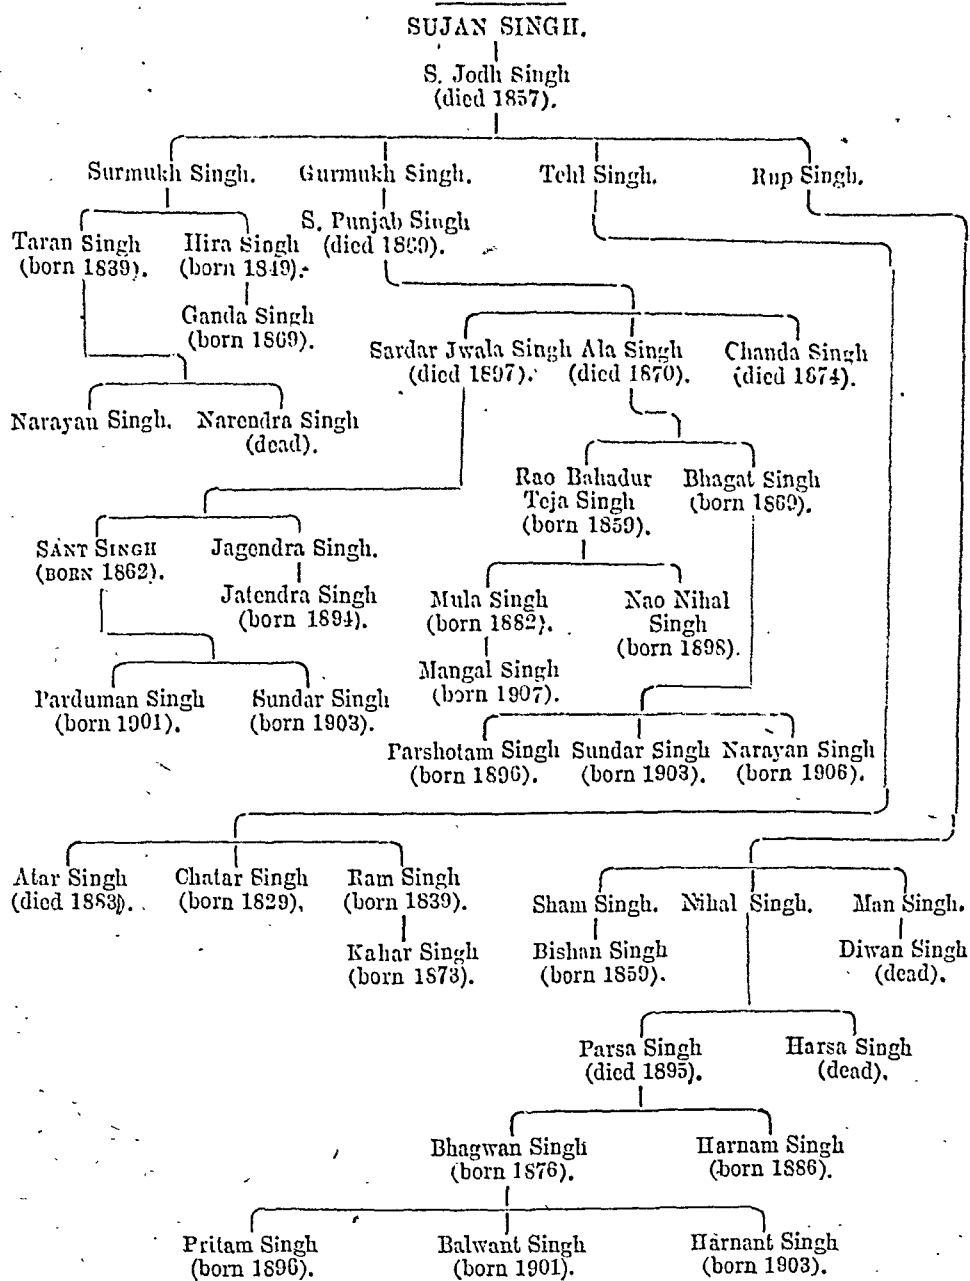 SUJAN SINGH.
S. Jodh Singh
(died 1857).
Surmukh Singh. Gurmukh Singh. Tehl Singh. Rup Singh.
Taran Singh
(born 1839).
Hira Singh
(born 1849).
S. Punjab Singh
(died 1869).
Ganda Singh
(born 1869).
Sardar Jwala Singh
(died 1897).
Ala Singh
(died 1870).
Chanda Singh
(died 1874).
Narayan Singh. Narendra Singh
(dead).
Rao Bahadur
Teja Singh
(born 1859).
Bhagat Singh
(born 1869).
SANT SINGH
(BORN 1862).
Jagendra Singh.
Jatendra Singh
(born 1894).
Mula Singh
(born 1882).
Nao Nihal
Singh
(born 1898).
Mangal Singh
(born 1907).
Parduman Singh
(born 1901).
Sundar Singh
(born 1903).
Parshotam Singh
(born 1896).
Sundar Singh
(born 1903).
Narayan Singh
(born 1906).
Atar Singh
(died 1883).
Chatar Singh
(born 1829),
Ram Singh
(born 1839).
Sham Singh. Nihal Singh. Man Singh.
Kahar Singh
(born 1873).
Bishan Singh
(born 1859).
Diwan Singh
(dead).
Parsa Singh
(died 1895).
Harsa Singh
(dead).
Bhagwan Singh
(born 1876).
Harnam Singh
(born 1886).
Pritam Singh
(born 1896).
Balwant Singh
(born 1901).
Harnant Singh
(born 1903).